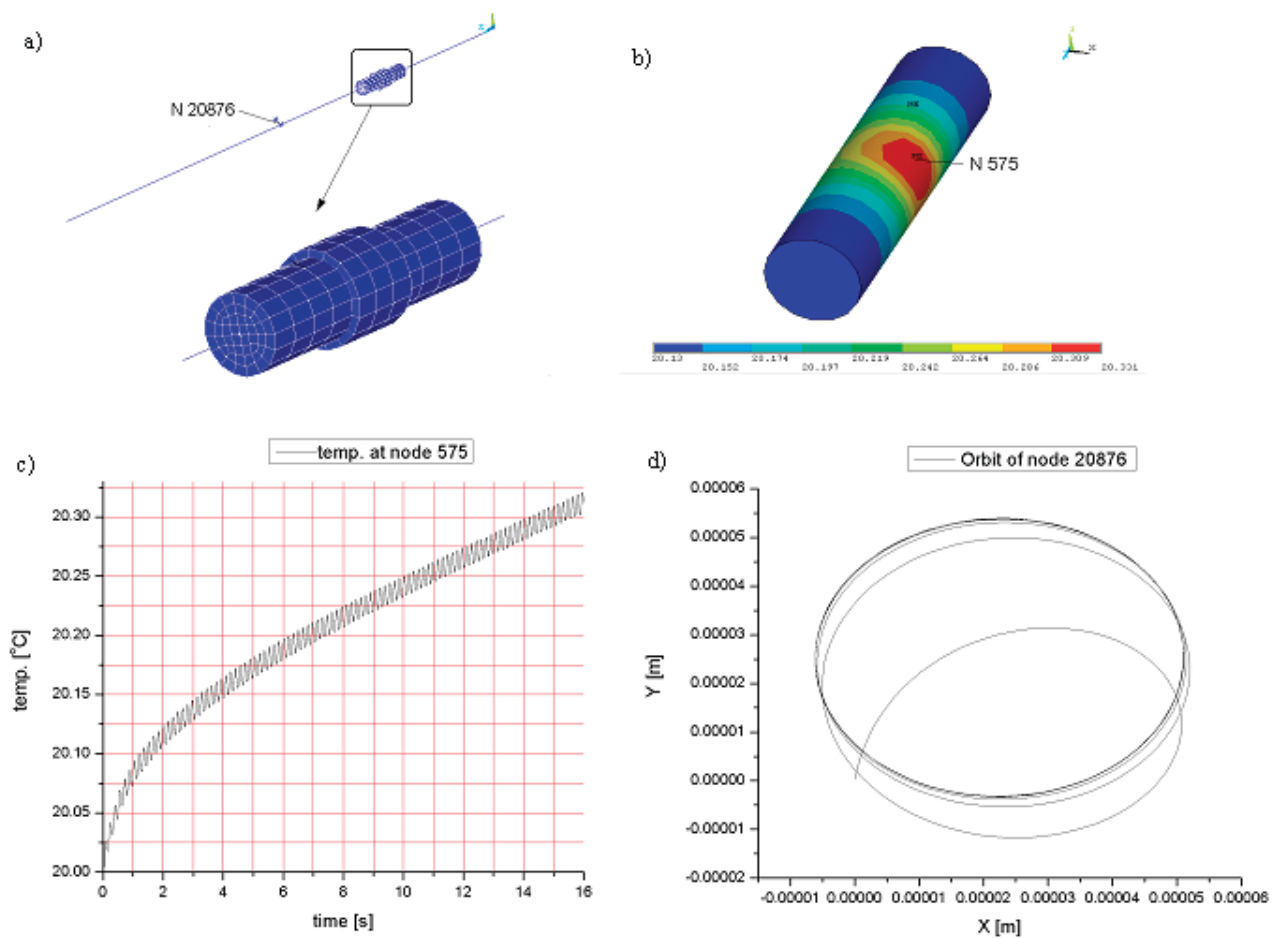 a)
z
N 20876
b)
X
N 575
20.13 20.174 20.219 20.264 20.309
20.152 20.197 20.242 20.286 20.331
c)
temp. at node 575
20.30
20.25
20.20
20.15
20.10
20.05
20.00
temp. [°C]
0 2 4 6 8 10 12 14 16
time [s]
d)
Orbit of node 20876
0.00006
0.00005
0.00004
0.00003
0.00002
0.00001
0.00000
-0.00001
-0.00002
Y [m]
-0.00001 0.00000 0.00001 0.00002 0.00003 0.00004 0.00005 0.00006
X [m]